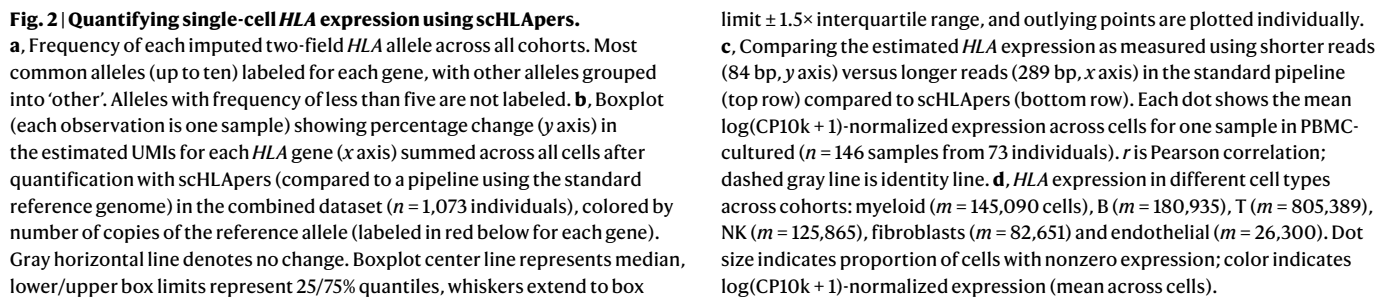 Fig. 2 | Quantifying single-cell HLA expression using scHLApers.
a, Frequency of each imputed two-field HLA allele across all cohorts. Most
common alleles (up to ten) labeled for each gene, with other alleles grouped
into ‘other’. Alleles with frequency of less than five are not labeled. b, Boxplot
(each observation is one sample) showing percentage change (y axis) in
the estimated UMIs for each HLA gene (x axis) summed across all cells after
quantification with scHLApers (compared to a pipeline using the standard
reference genome) in the combined dataset (n = 1,073 individuals), colored by
number of copies of the reference allele (labeled in red below for each gene).
Gray horizontal line denotes no change. Boxplot center line represents median,
lower/upper box limits represent 25/75% quantiles, whiskers extend to box
limit ± 1.5× interquartile range, and outlying points are plotted individually.
c, Comparing the estimated HLA expression as measured using shorter reads
(84 bp, y axis) versus longer reads (289 bp, x axis) in the standard pipeline
(top row) compared to scHLApers (bottom row). Each dot shows the mean
log(CP10k + 1)-normalized expression across cells for one sample in PBMC-
cultured (n = 146 samples from 73 individuals). r is Pearson correlation;
dashed gray line is identity line. d, HLA expression in different cell types
across cohorts: myeloid (m = 145,090 cells), B (m = 180,935), T (m = 805,389),
NK (m = 125,865), fibroblasts (m = 82,651) and endothelial (m = 26,300). Dot
size indicates proportion of cells with nonzero expression; color indicates
log(CP10k + 1)-normalized expression (mean across cells).